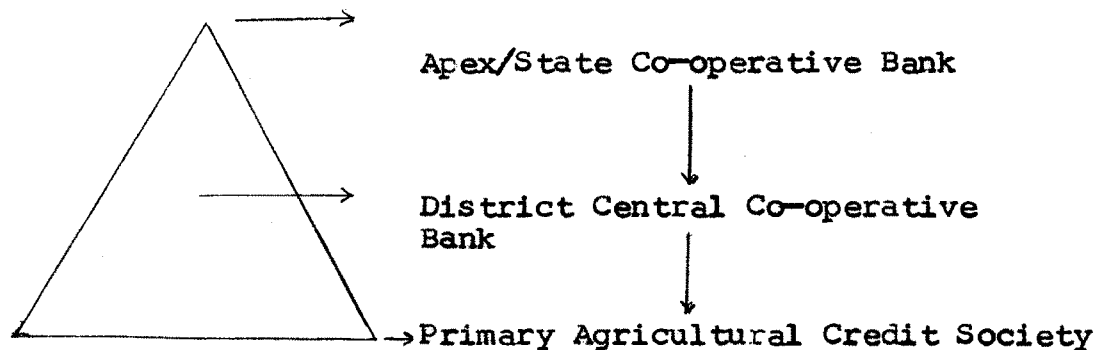 Apex/State Co-operative Bank
District Central Co-operative
Bank
Primary Agricultural Credit Society